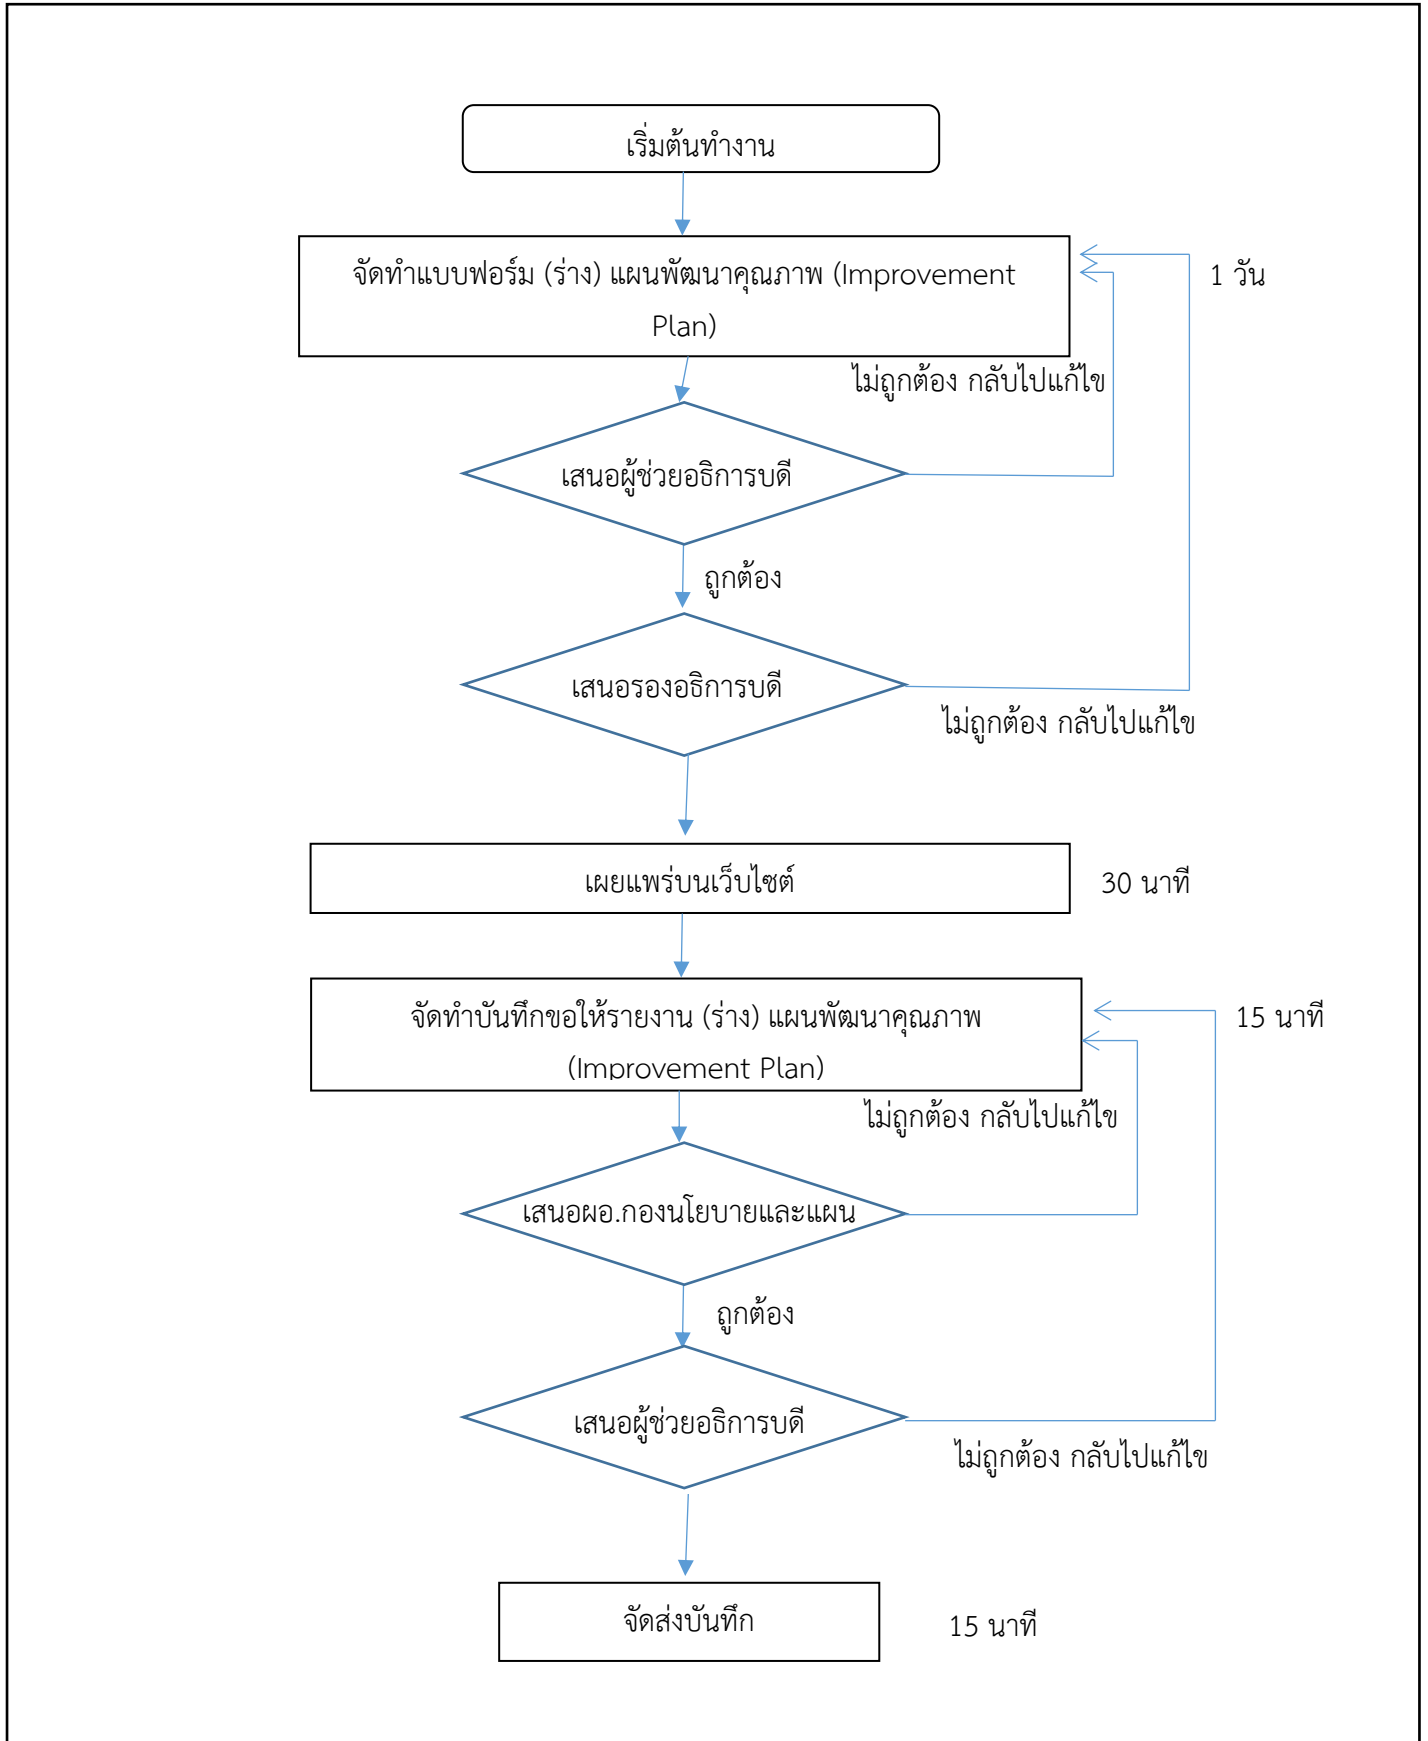 เริ่มต้นทำงาน
จัดทำแบบฟอร์ม (ร่าง) แผนพัฒนาคุณภาพ (Improvement
Plan)
1 วัน
ไม่ถูกต้อง กลับไปแก้ไข
เสนอผู้ช่วยอธิการบดี
ถูกต้อง
เสนอรองอธิการบดี
ไม่ถูกต้อง กลับไปแก้ไข
เผยแพร่บนเว็บไซต์
30 นาที
จัดทำบันทึกขอให้รายงาน (ร่าง) แผนพัฒนาคุณภาพ
(Improvement Plan)
15 นาที
ไม่ถูกต้อง กลับไปแก้ไข
เสนอผอ.กองนโยบายและแผน
ถูกต้อง
เสนอผู้ช่วยอธิการบดี
ไม่ถูกต้อง กลับไปแก้ไข
จัดส่งบันทึก
15 นาที